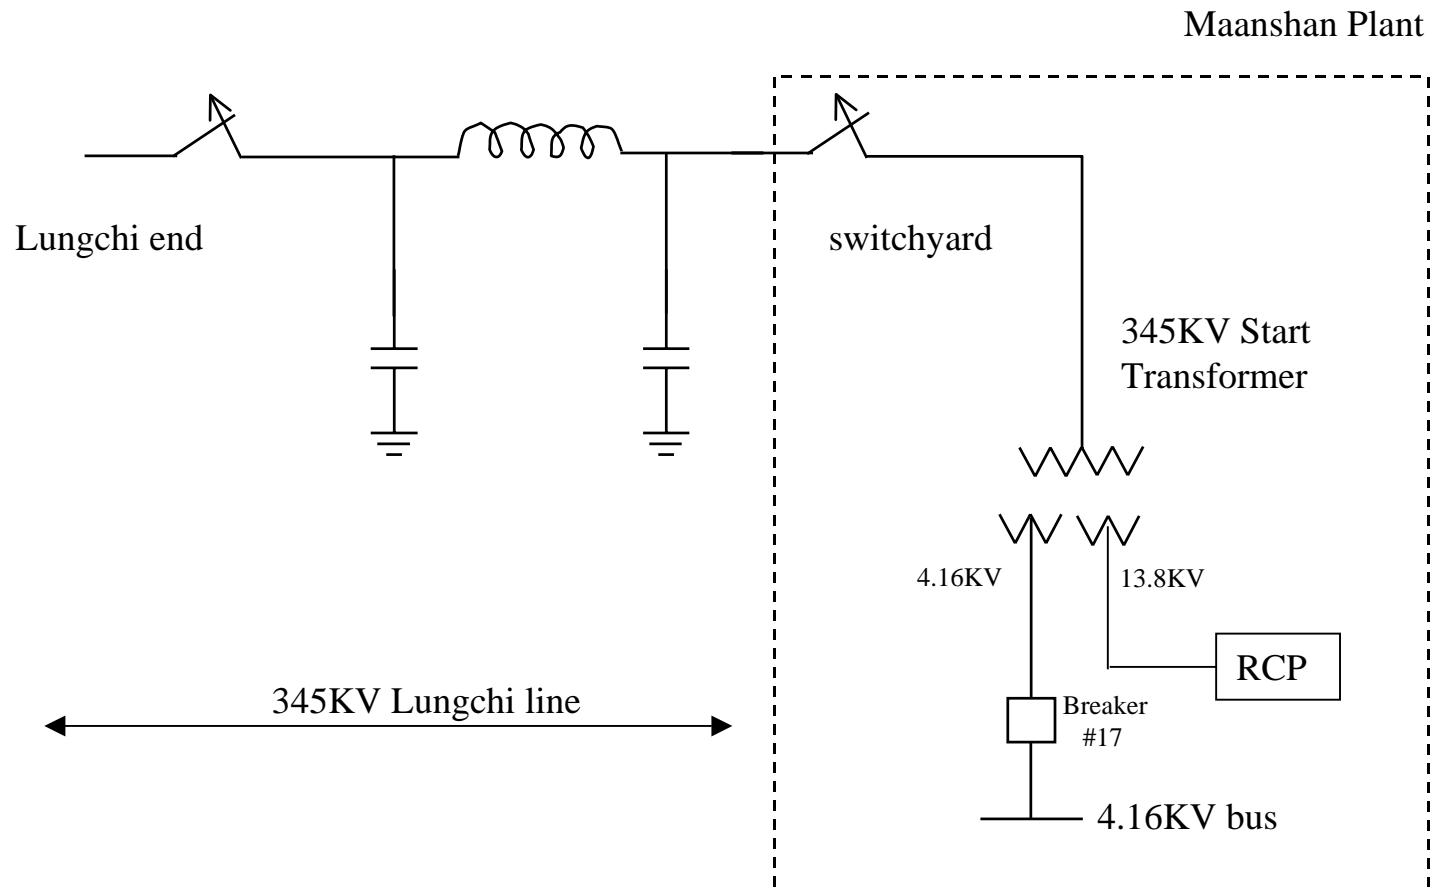 Maanshan Plant
Lungchi end
switchyard
345KV Start
Transformer
4.16KV
13.8KV
RCP
345KV Lungchi line
Breaker
#17
4.16KV bus